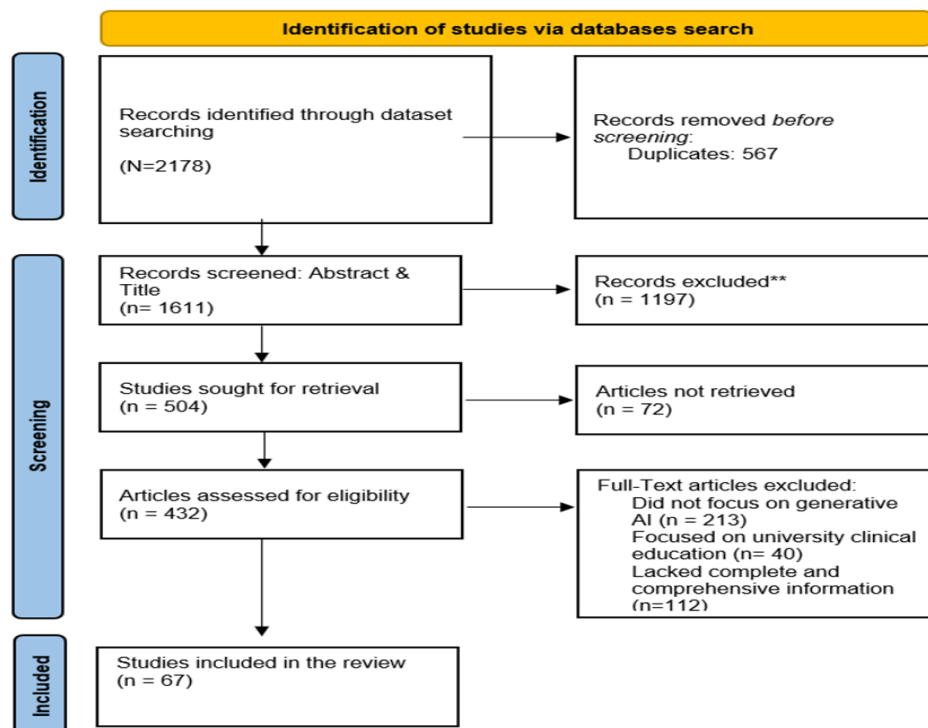 Identification of studies via databases search
Identification
Records identified through dataset
searching
(N=2178)
Records removed before
screening:
Duplicates: 567
Screening
Records screened: Abstract &
Title
(n= 1611)
Records excluded**
(n = 1197)
Studies sought for retrieval
(n = 504)
Articles not retrieved
(n = 72)
Articles assessed for eligibility
(n = 432)
Full-Text articles excluded:
Did not focus on generative
AI (n = 213)
Focused on university clinical
education (n= 40)
Lacked complete and
comprehensive information
(n=112)
Included
Studies included in the review
(n = 67)